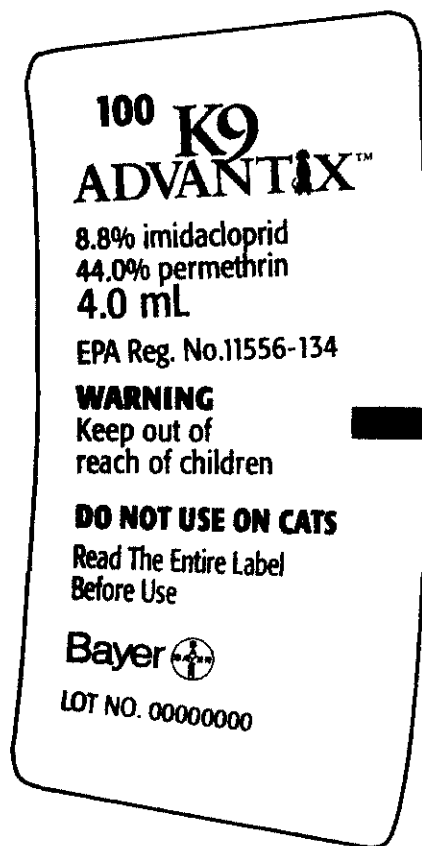 100 K9
ADVANTIX™
8.8% imidacloprid
44.0% permethrin
4.0 mL
EPA Reg. No.11556-134
WARNING
Keep out of
reach of children
DO NOT USE ON CATS
Read The Entire Label
Before Use
Bayer BAYER
LOT NO. 00000000